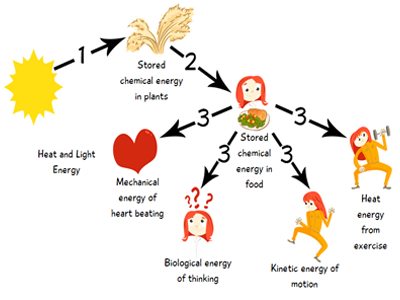 1
2
Stored
chemical energy
in plants
3
3
3
3
Stored
chemical
energy in
food
Heat and Light
Energy
Mechanical
energy of
heart beating
???
Biological energy
of thinking
Kinetic energy of
motion
Heat
energy
from
exercise